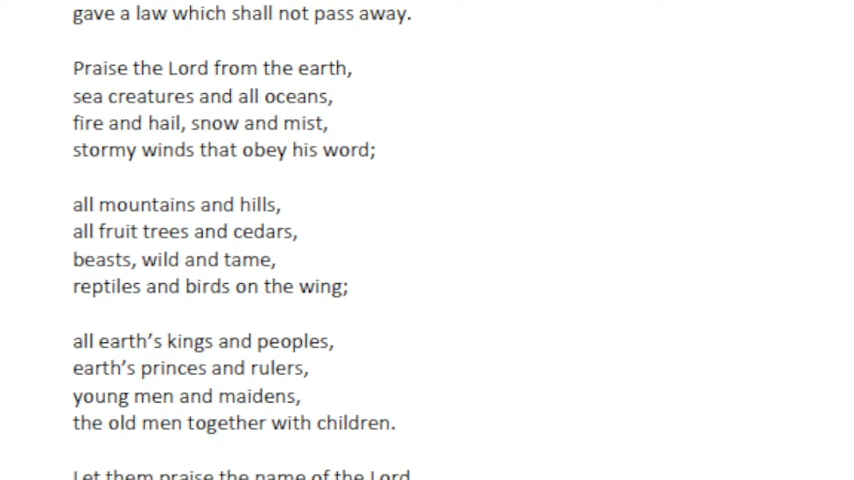 gave a law which shall not pass away.
Praise the Lord from the earth,
sea creatures and all oceans,
fire and hail, snow and mist,
stormy winds that obey his word;
all mountains and hills,
all fruit trees and cedars,
beasts, wild and tame,
reptiles and birds on the wing;
all earth’s kings and peoples,
earth’s princes and rulers,
young men and maidens,
the old men together with children.
Let them praise the name of the Lord